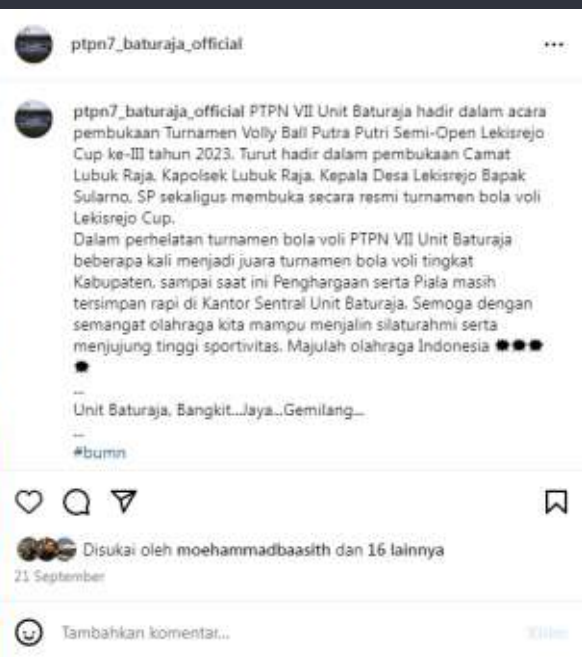 ptpn7_baturaja_official
ptpn7_baturaja_official PTPN VII Unit Baturaja hadir dalam acara
pembukaan Turnamen Volly Ball Putra Putri Semi-Open Lekisrejo
Cup ke-III tahun 2023. Turut hadir dalam pembukaan Camat
Lubuk Raja, Kapolsek Lubuk Raja, Kepala Desa Lekisrejo Bapak
Sularno, SP sekaligus membuka secara resmi turnamen bola voli
Lekisrejo Cup.
Dalam perhelatan turnamen bola voli PTPN VII Unit Baturaja
beberapa kali menjadi juara turnamen bola voli tingkat
Kabupaten, sampai saat ini Penghargaan serta Piala masih
tersimpan rapi di Kantor Sentral Unit Baturaja. Semoga dengan
semangat olahraga kita mampu menjalin silaturahmi serta
menjujung tinggi sportivitas. Majulah olahraga Indonesia
...
Unit Baturaja, Bangkit...Jaya...Gemilang...
...
#bumn
Disukai oleh moehammadbaasith dan 16 lainnya
21 September
Tambahkan komentar...
Kirim